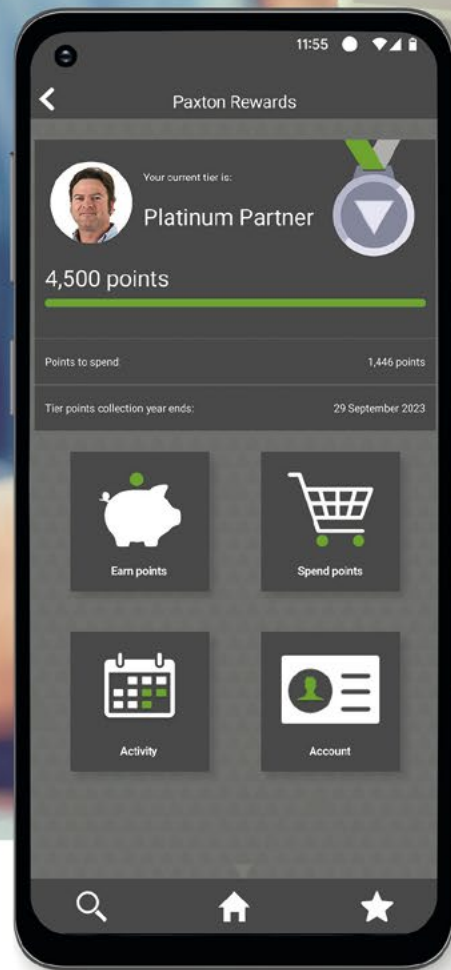 11:55
Paxton Rewards
Your current tier is:
Platinum Partner
4,500 points
Points to spend: 1,446 points
Tier points collection year ends: 29 September 2023
Earn points Spend points
Activity Account